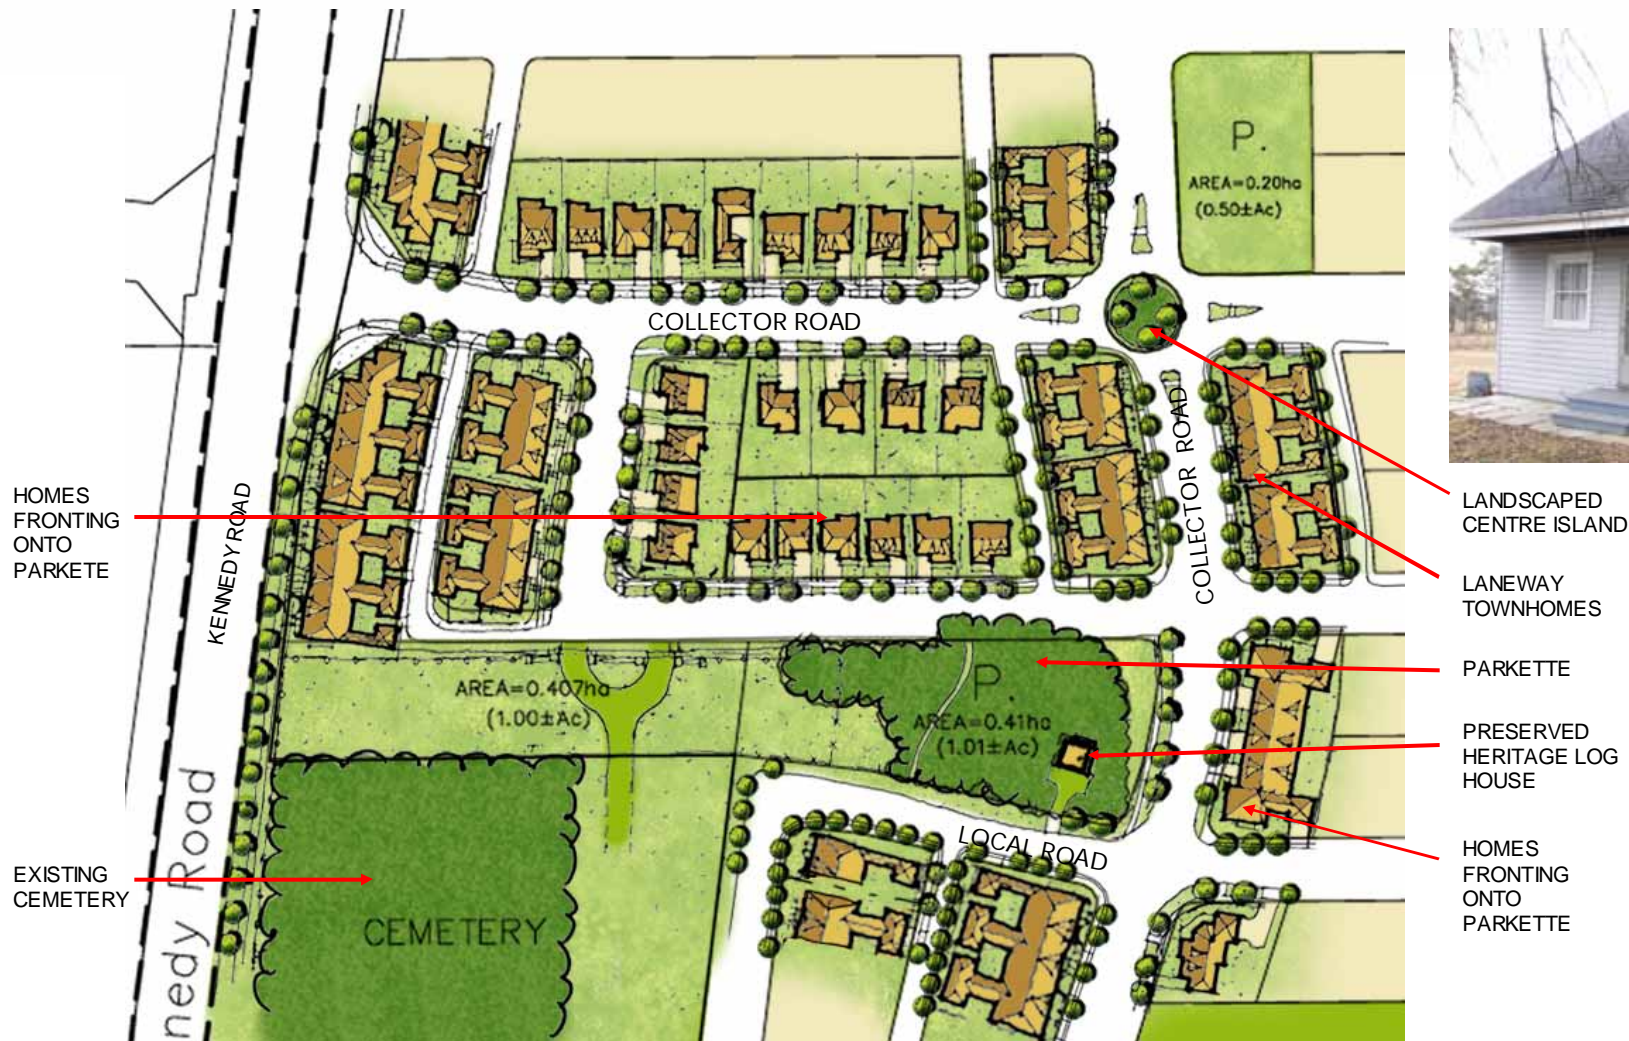 P.
AREA=0.20ha
(0.50±Ac)
COLLECTOR ROAD
COLLECTOR ROAD
KENNEDY ROAD
HOMES
FRONTING
ONTO
PARKETE
LANDSCAPED
CENTRE ISLAND
LANEWAY
TOWNHOMES
AREA=0.407ha
(1.00±Ac)
P.
AREA=0.41ha
(1.01±Ac)
PARKETTE
PRESERVED
HERITAGE LOG
HOUSE
LOCAL ROAD
HOMES
FRONTING
ONTO
PARKETTE
EXISTING
CEMETERY
CEMETERY
nedy Road